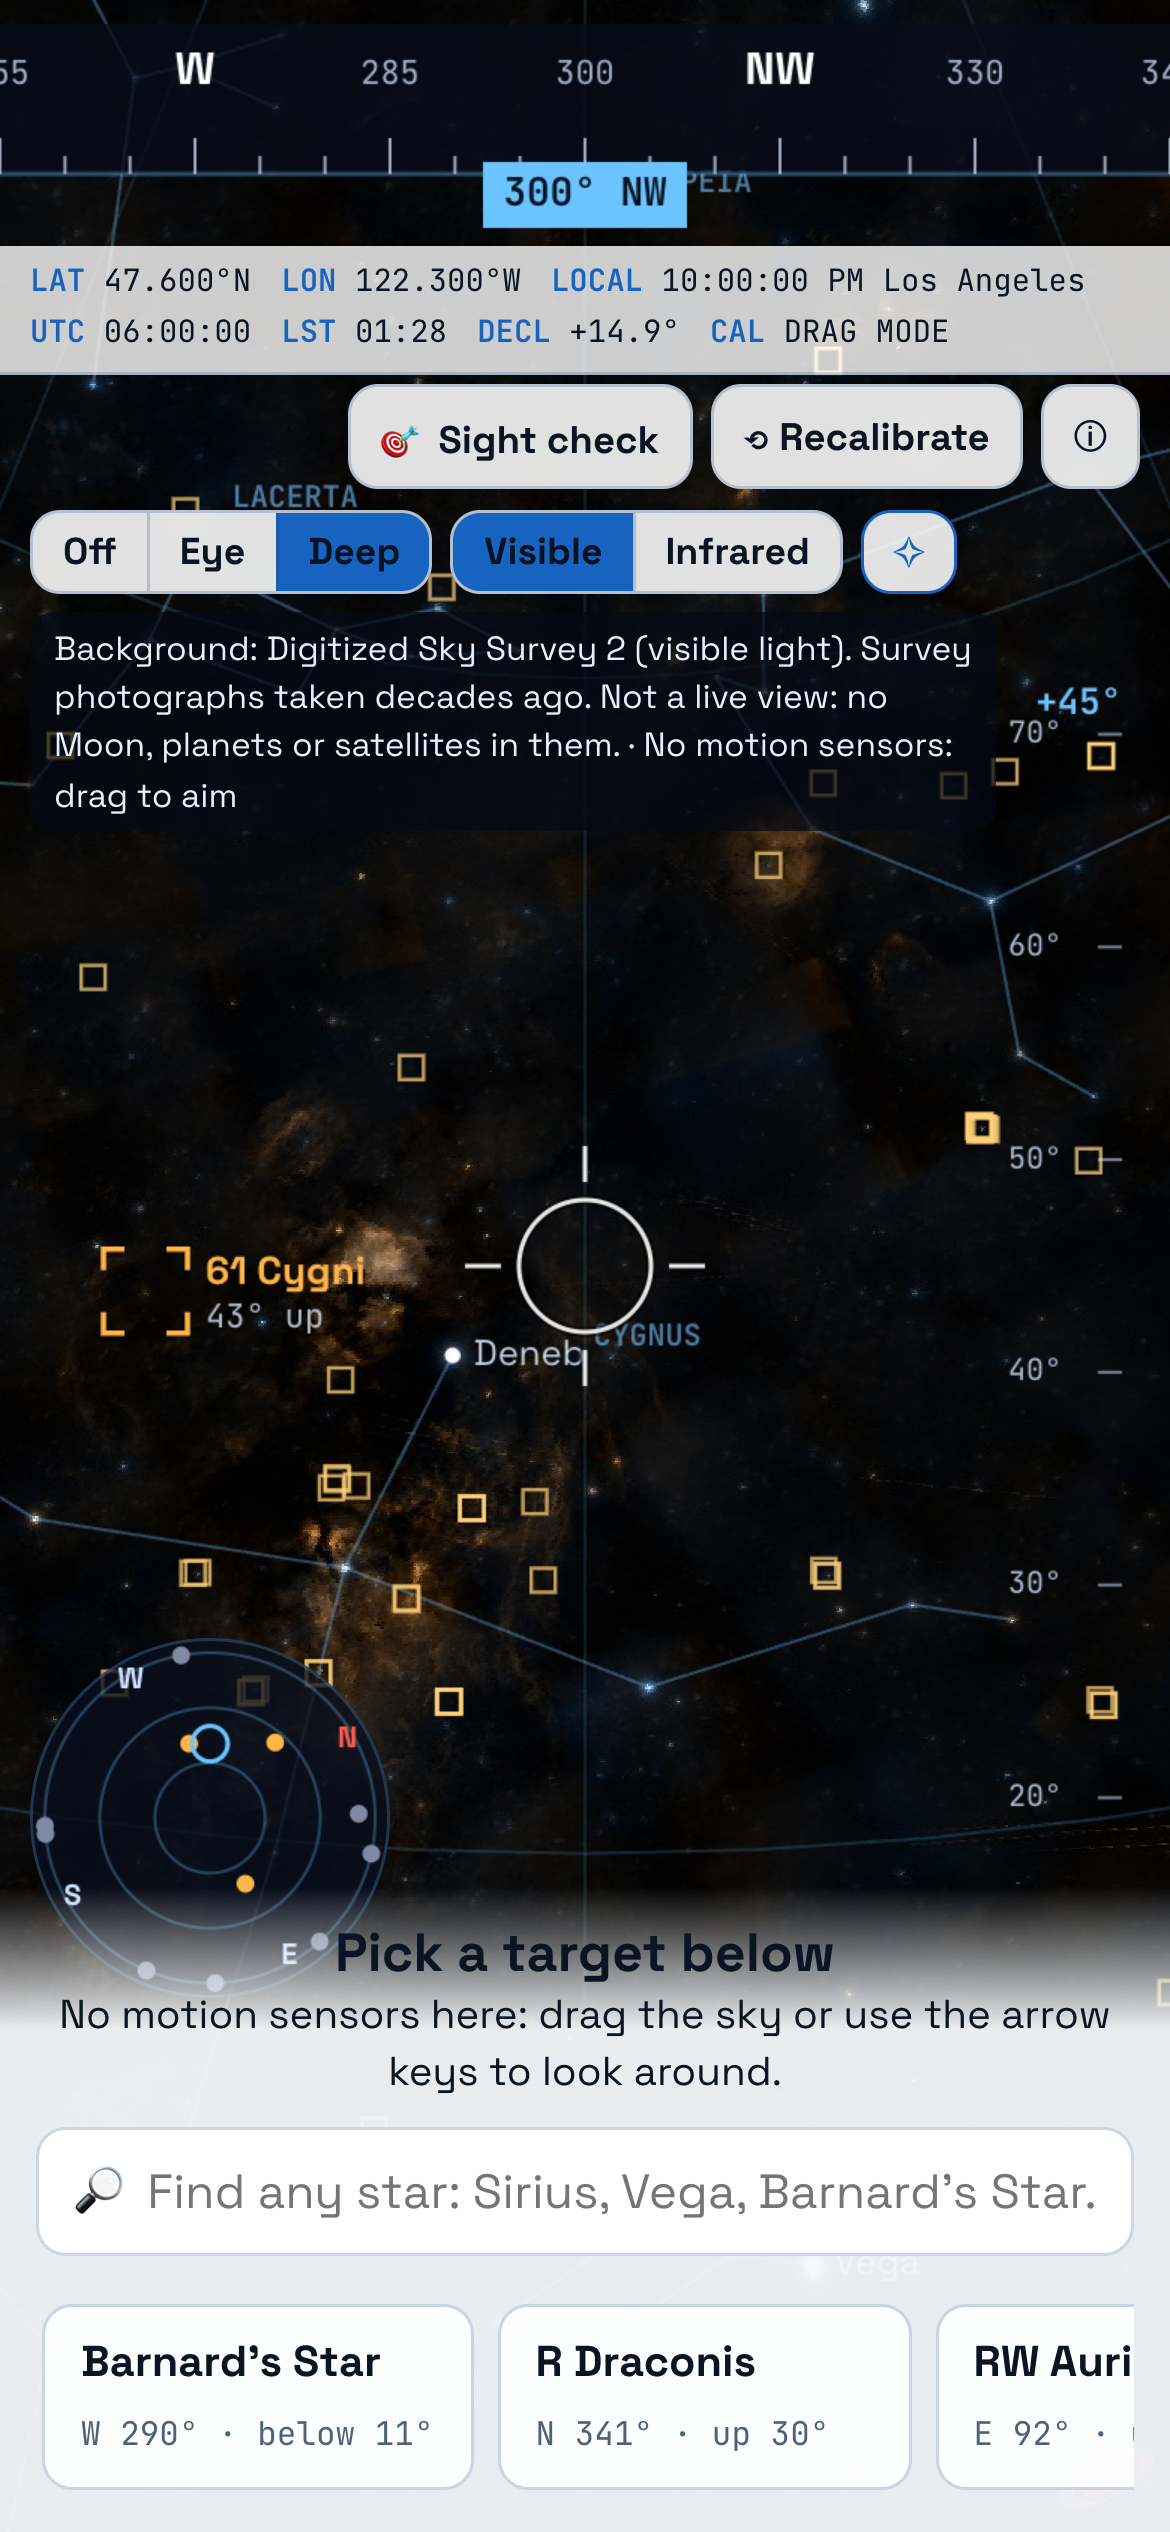 W 285 300 NW 330
300° NW
LAT 47.600°N LON 122.300°W LOCAL 10:00:00 PM Los Angeles
UTC 06:00:00 LST 01:28 DECL +14.9° CAL DRAG MODE
Sight check Recalibrate
LACERTA
Off Eye Deep Visible Infrared
Background: Digitized Sky Survey 2 (visible light). Survey
photographs taken decades ago. Not a live view: no
Moon, planets or satellites in them. · No motion sensors:
drag to aim
+45°
70°
60°
50°
61 Cygni
43° up
CYGNUS
Deneb
40°
30°
W
N
20°
S
E
Pick a target below
No motion sensors here: drag the sky or use the arrow
keys to look around.
Find any star: Sirius, Vega, Barnard's Star.
Vega
Barnard's Star R Draconis RW Auri
W 290° · below 11° N 341° · up 30° E 92° ·